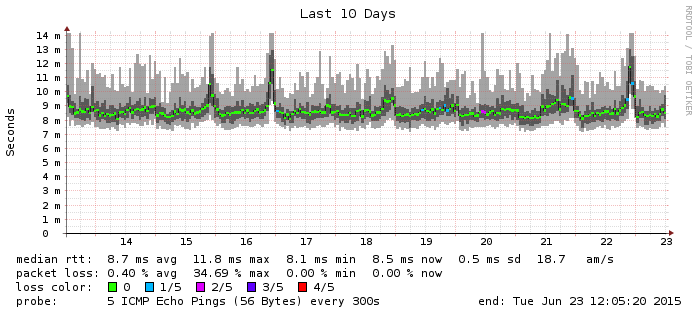 Last 10 Days
RRDTOOL / TOBI OETIKER
Seconds
14 m
13 m
12 m
11 m
10 m
9 m
8 m
7 m
6 m
5 m
4 m
3 m
2 m
1 m
0
14 15 16 17 18 19 20 21 22 23
median rtt: 8.7 ms avg 11.8 ms max 8.1 ms min 8.5 ms now 0.5 ms sd 18.7 am/s
packet loss: 0.40 % avg 34.69 % max 0.00 % min 0.00 % now
loss color: 0 1/5 2/5 3/5 4/5
probe: 5 ICMP Echo Pings (56 Bytes) every 300s end: Tue Jun 23 12:05:20 2015